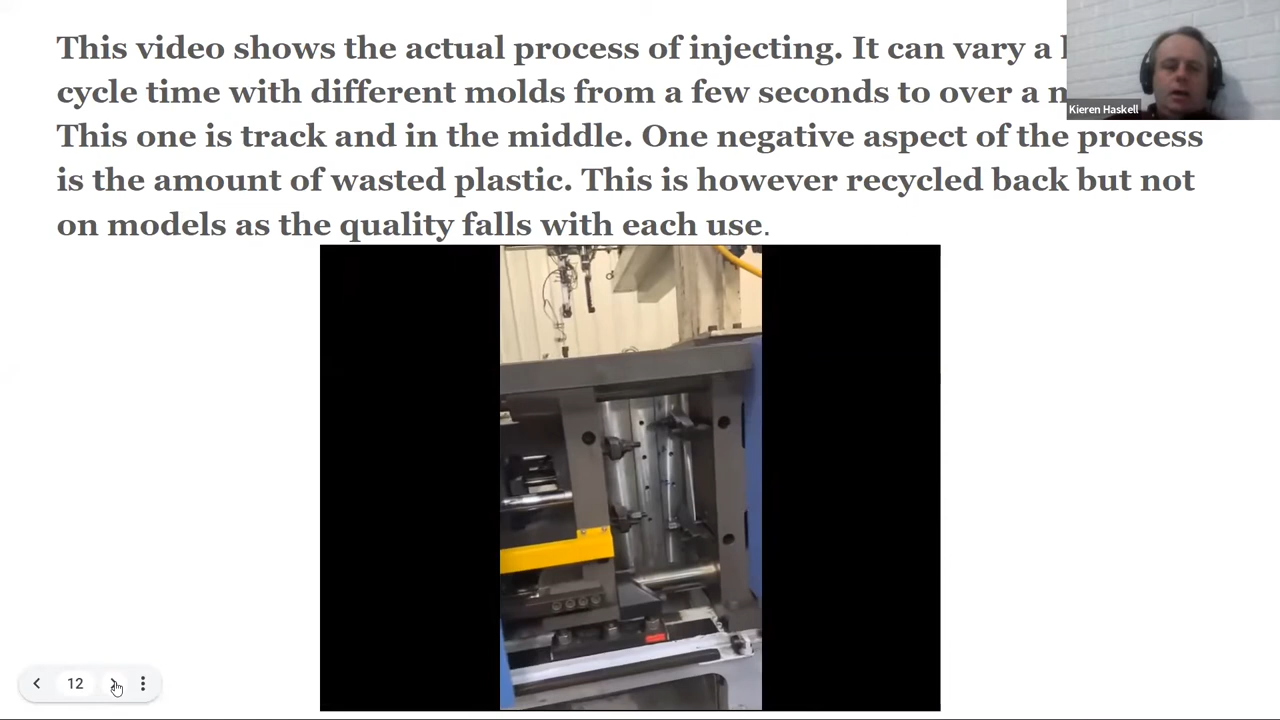 This video shows the actual process of injecting. It can vary a
cycle time with different molds from a few seconds to over a
Kieren Haskell
This one is track and in the middle. One negative aspect of the process
is the amount of wasted plastic. This is however recycled back but not
on models as the quality falls with each use.
12